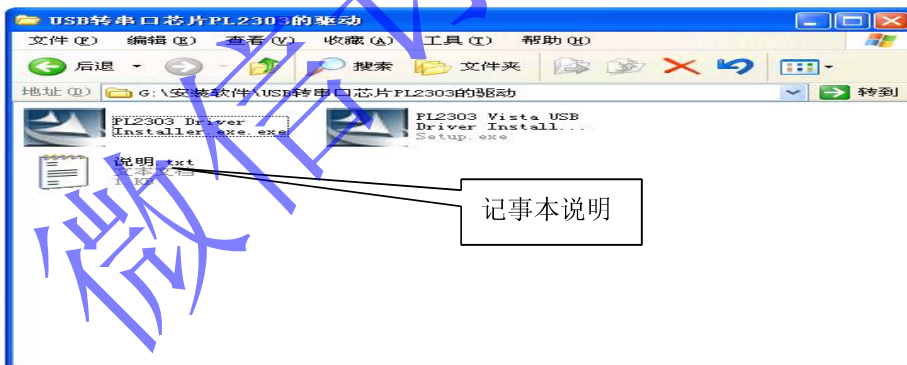 USB转串口芯片PL2303的驱动
文件(F) 编辑(E) 查看(V) 收藏(A) 工具(T) 帮助(H)
后退 搜索 文件夹
地址(D) G:\安装软件\USB转串口芯片PL2303的驱动 转到
PL2303 Driver
Installer.exe.exe
PL2303 Vista USB
Driver Install...
Setup.exe
说明.txt
文本文档
1 KB
记事本说明
微信